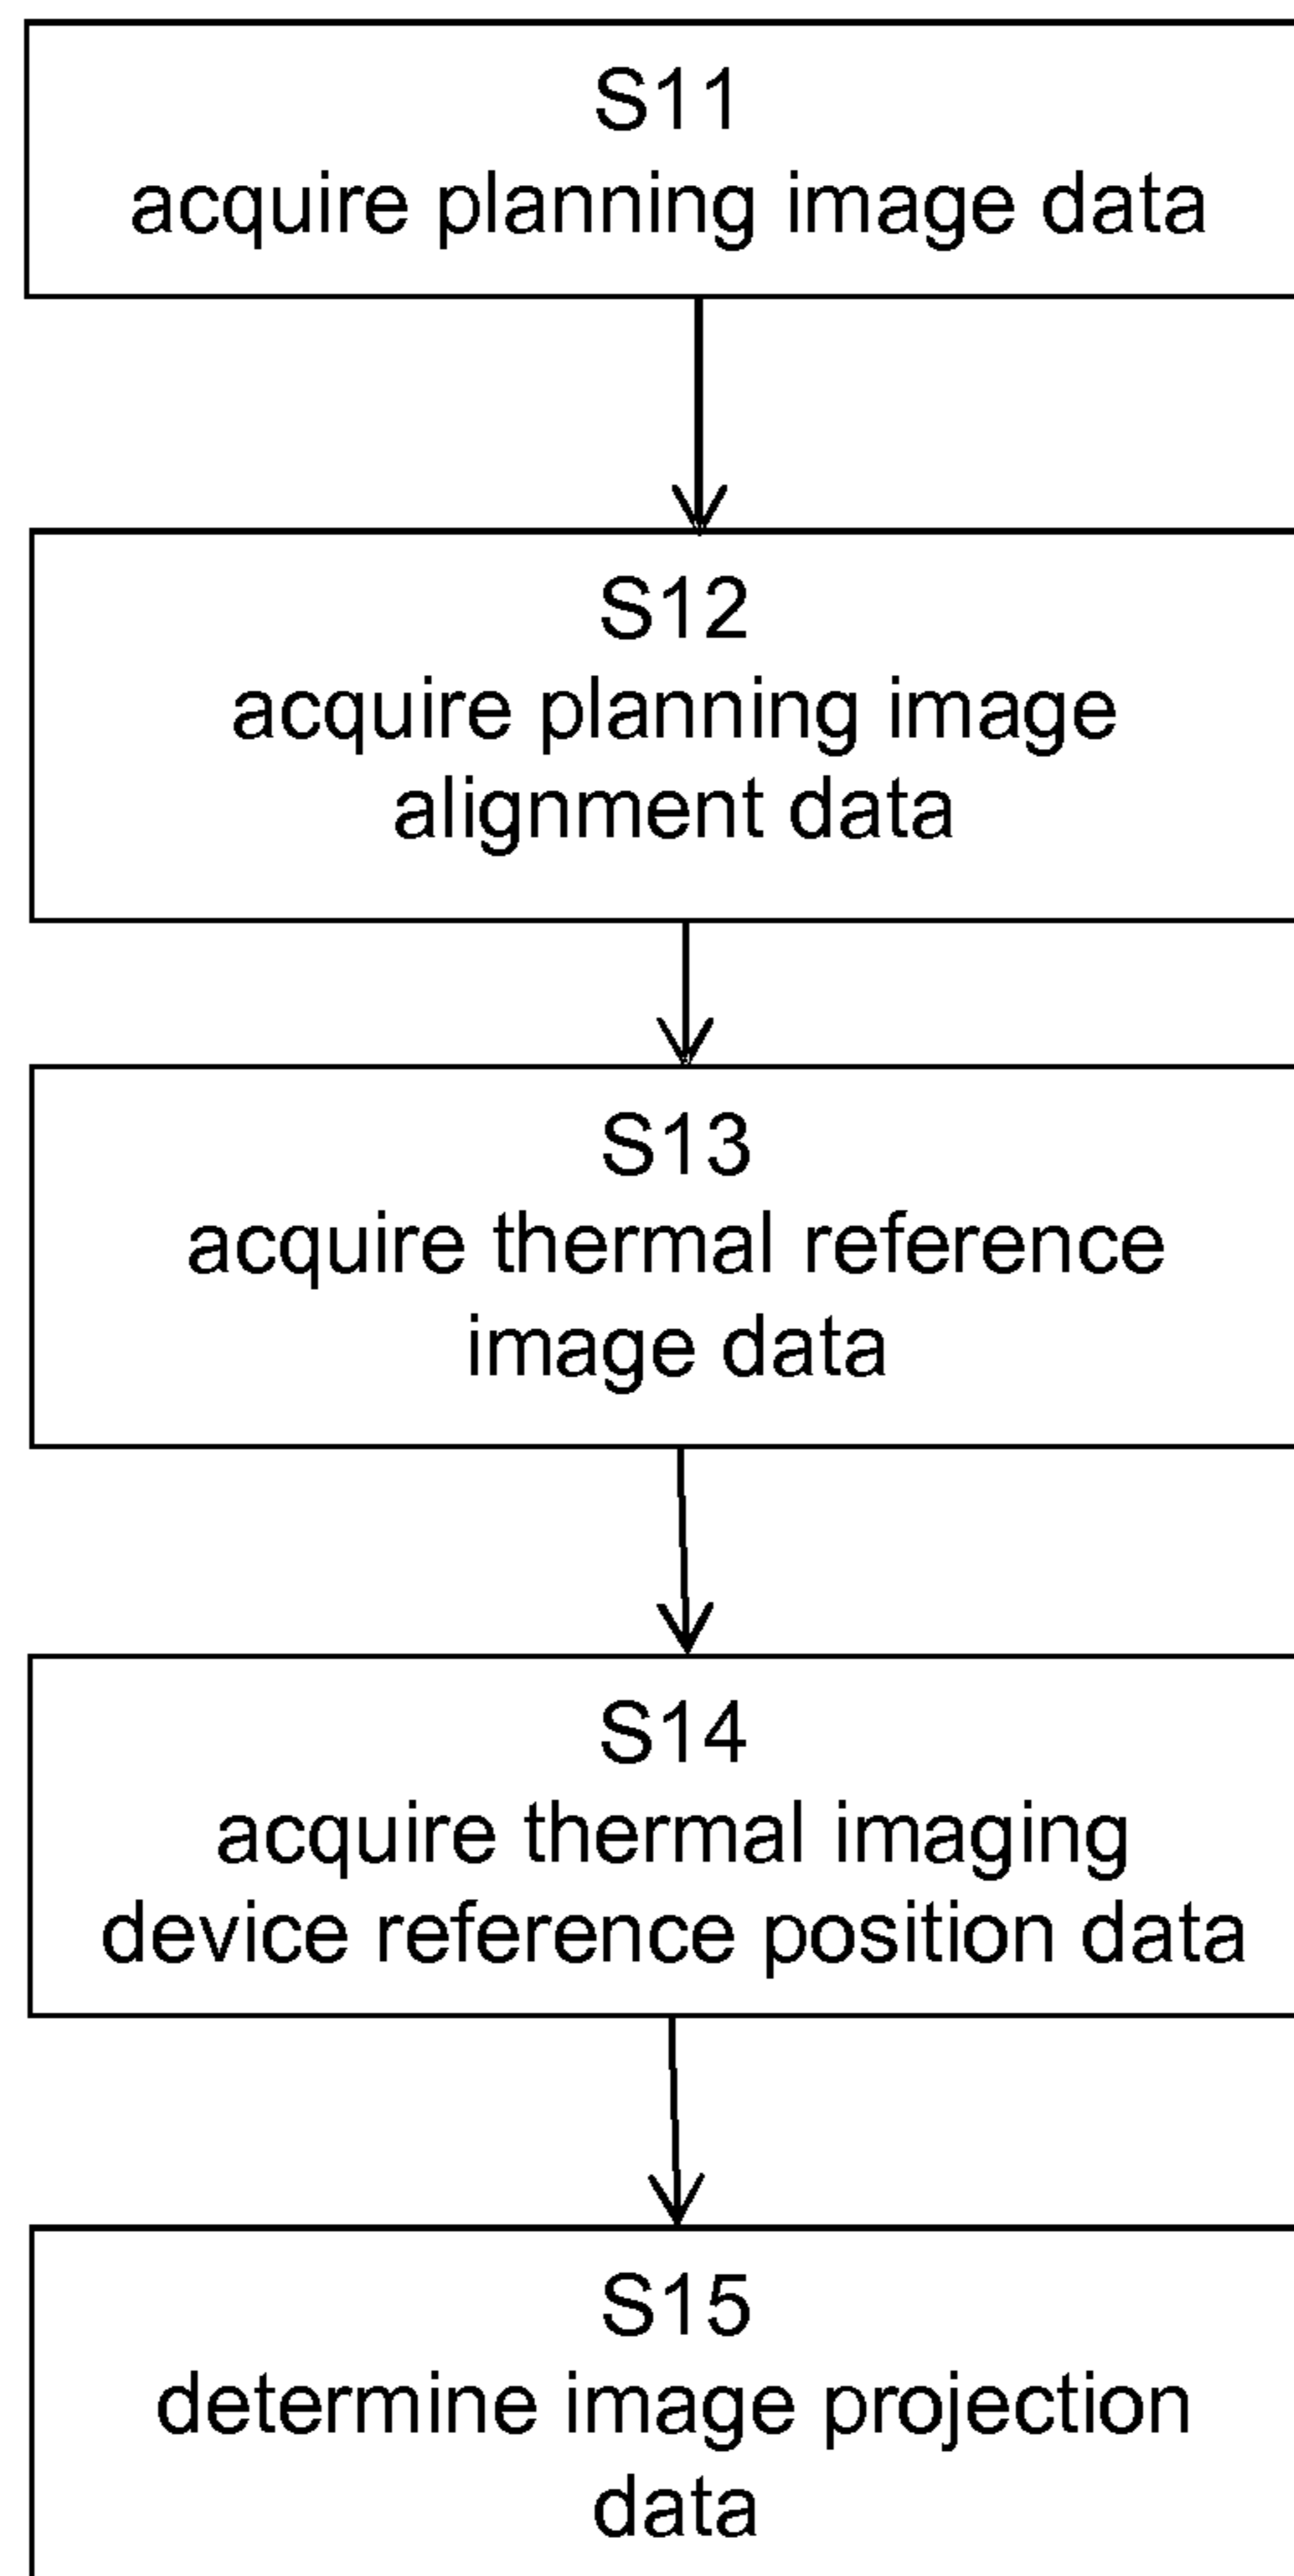 S11
acquire planning image data
S12
acquire planning image
alignment data
S13
acquire thermal reference
image data
S14
acquire thermal imaging
device reference position data
S15
determine image projection
data